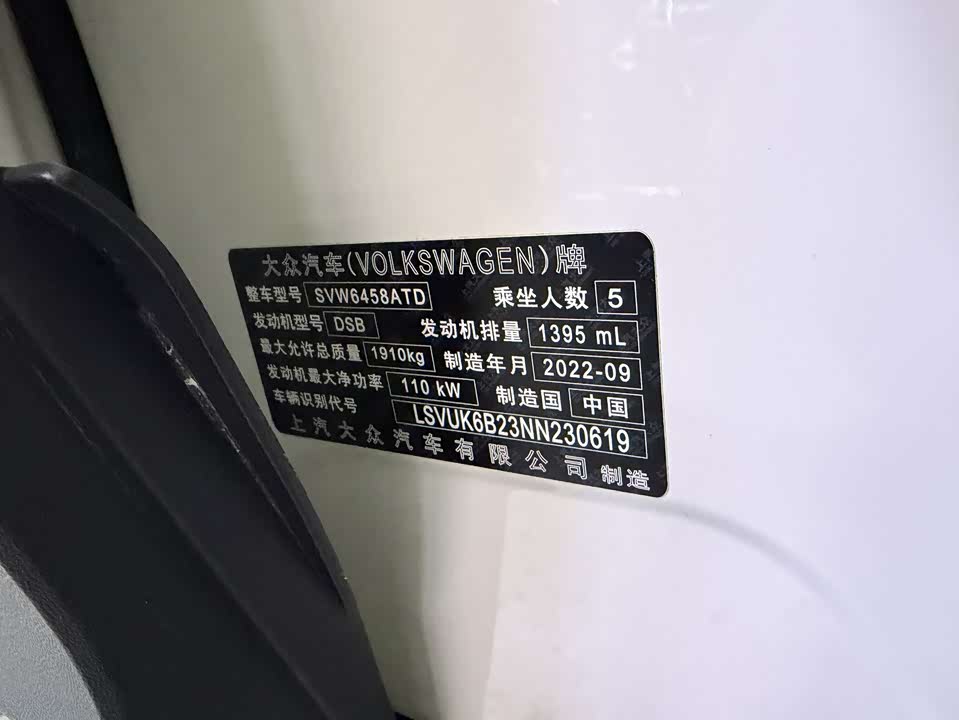 大众汽车(VOLKSWAGEN)牌
整车型号 SVW6458ATD 乘坐人数 5
发动机型号 DSB 发动机排量 1395 mL
最大允许总质量 1910kg 制造年月 2022-09
发动机最大净功率 110 kW 制造国 中国
车辆识别代号 LSVUK6B23NN230619
上汽大众汽车有限公司 制造